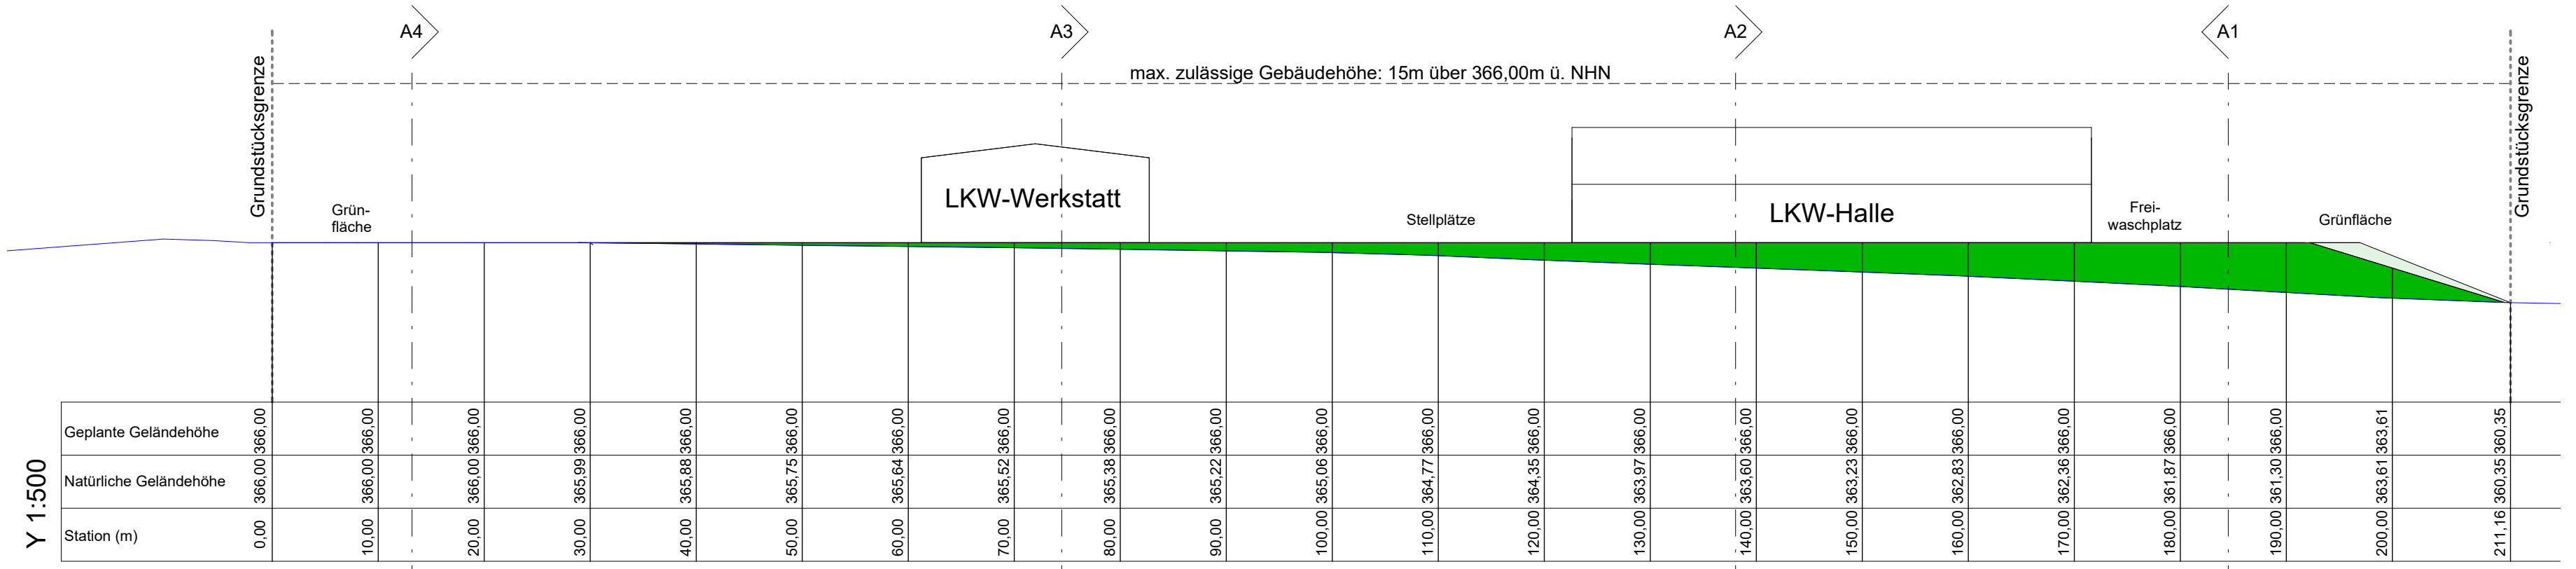 A4
A3
A2
A1
max. zulässige Gebäudehöhe: 15m über 366,00m ü. NHN
Grundstücksgrenze
Grundstücksgrenze
Grün-
fläche
LKW-Werkstatt
Stellplätze
LKW-Halle
Frei-
waschplatz
Grünfläche
Y 1:500
Geplante Geländehöhe 366,00 366,00 366,00 366,00 366,00 366,00 366,00 366,00 366,00 366,00 366,00 366,00 366,00 366,00 366,00 366,00 366,00 366,00 366,00 366,00 363,61 360,35
Natürliche Geländehöhe 366,00 366,00 366,00 365,99 365,88 365,75 365,64 365,52 365,38 365,22 365,06 364,77 364,35 363,97 363,60 363,23 362,83 362,36 361,87 361,30 363,61 360,35
Station (m) 0,00 10,00 20,00 30,00 40,00 50,00 60,00 70,00 80,00 90,00 100,00 110,00 120,00 130,00 140,00 150,00 160,00 170,00 180,00 190,00 200,00 211,16